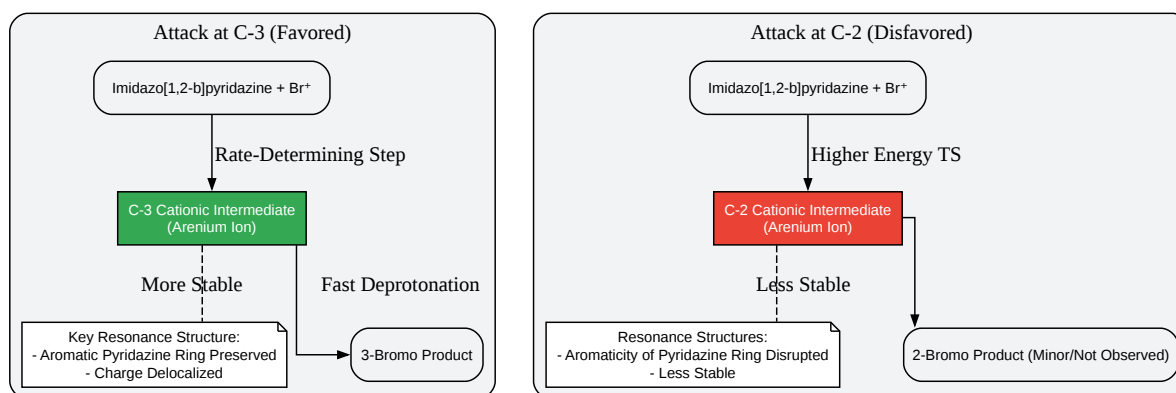 Attack at C-3 (Favored)
Imidazo[1,2-b]pyridazine + Br⁺
Rate-Determining Step
C-3 Cationic Intermediate
(Arenium Ion)
More Stable
Fast Deprotonation
Key Resonance Structure:
- Aromatic Pyridazine Ring Preserved
- Charge Delocalized
3-Bromo Product
Attack at C-2 (Disfavored)
Imidazo[1,2-b]pyridazine + Br⁺
Higher Energy TS
C-2 Cationic Intermediate
(Arenium Ion)
Less Stable
Resonance Structures:
- Aromaticity of Pyridazine Ring Disrupted
- Less Stable
2-Bromo Product (Minor/Not Observed)